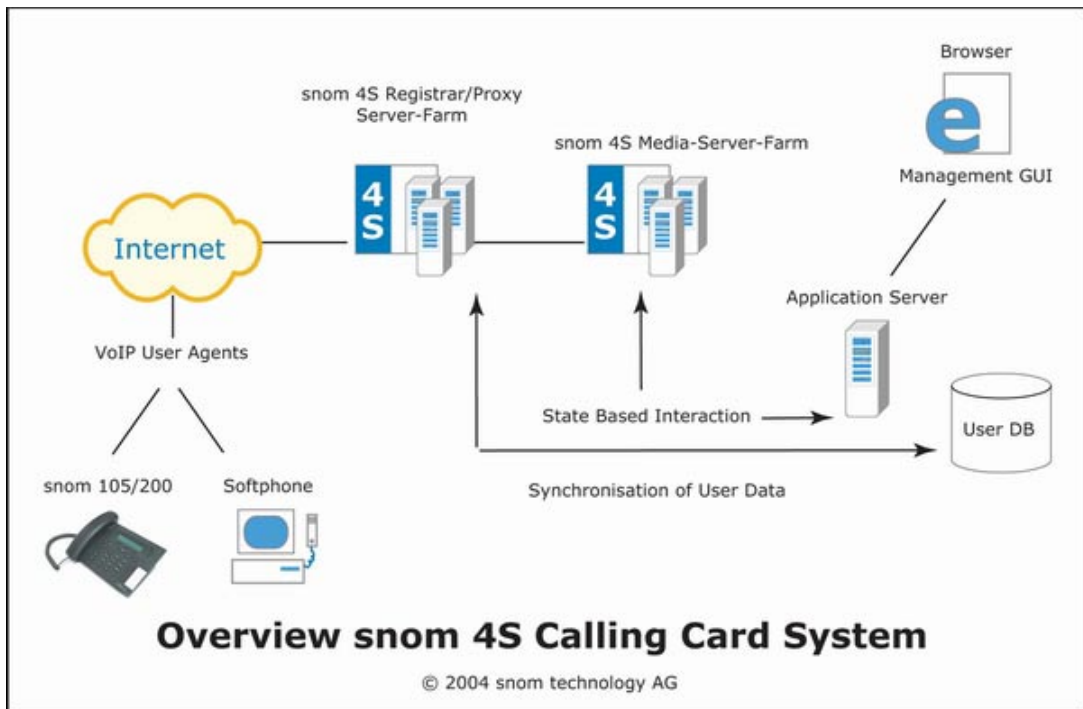 Browser
snom 4S Registrar/Proxy
Server-Farm
snom 4S Media-Server-Farm
e
Management GUI
4
S
4
S
Internet
Application Server
VoIP User Agents
State Based Interaction
User DB
snom 105/200
Softphone
Synchronisation of User Data
Overview snom 4S Calling Card System
© 2004 snom technology AG